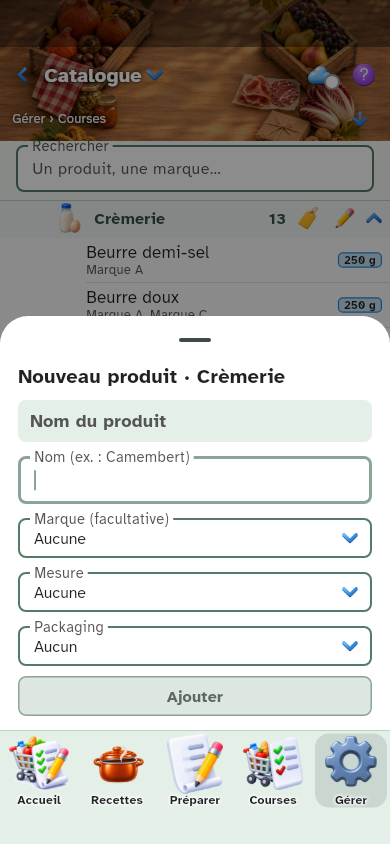 Catalogue
?
Gérer › Courses
Rechercher
Un produit, une marque…
Crèmerie 13
Beurre demi-sel
Marque A
250 g
Beurre doux
Marque A, Marque C
250 g
Nouveau produit · Crèmerie
Nom du produit
Nom (ex. : Camembert)
Marque (facultative)
Aucune
Mesure
Aucune
Packaging
Aucun
Ajouter
Accueil Recettes Préparer Courses Gérer